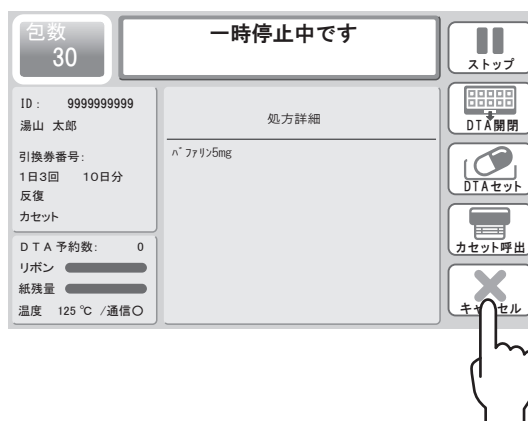 包数
30
一時停止中です
ストップ
ID： 9999999999
湯山 太郎
引換券番号:
1日3回 10日分
反復
カセット
処方詳細
ﾊﾞﾌｧﾘﾝ5mg
DTA開閉
DTAセット
カセット呼出
DTA予約数: 0
リボン
紙残量
温度 125℃ /通信〇
キャンセル